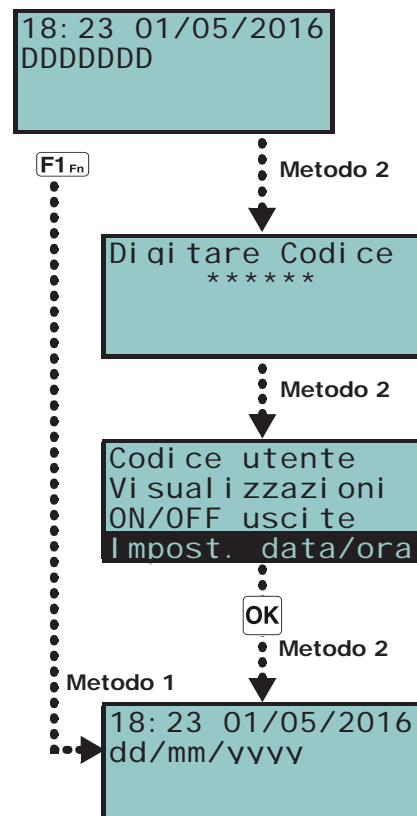 18:23 01/05/2016
DDDDDDD
F1 Fn
Metodo 2
Digitare Codice
******
Metodo 2
Codice utente
Visualizzazioni
ON/OFF uscite
Impost. data/ora
OK
Metodo 2
Metodo 1
18:23 01/05/2016
dd/mm/yyyy